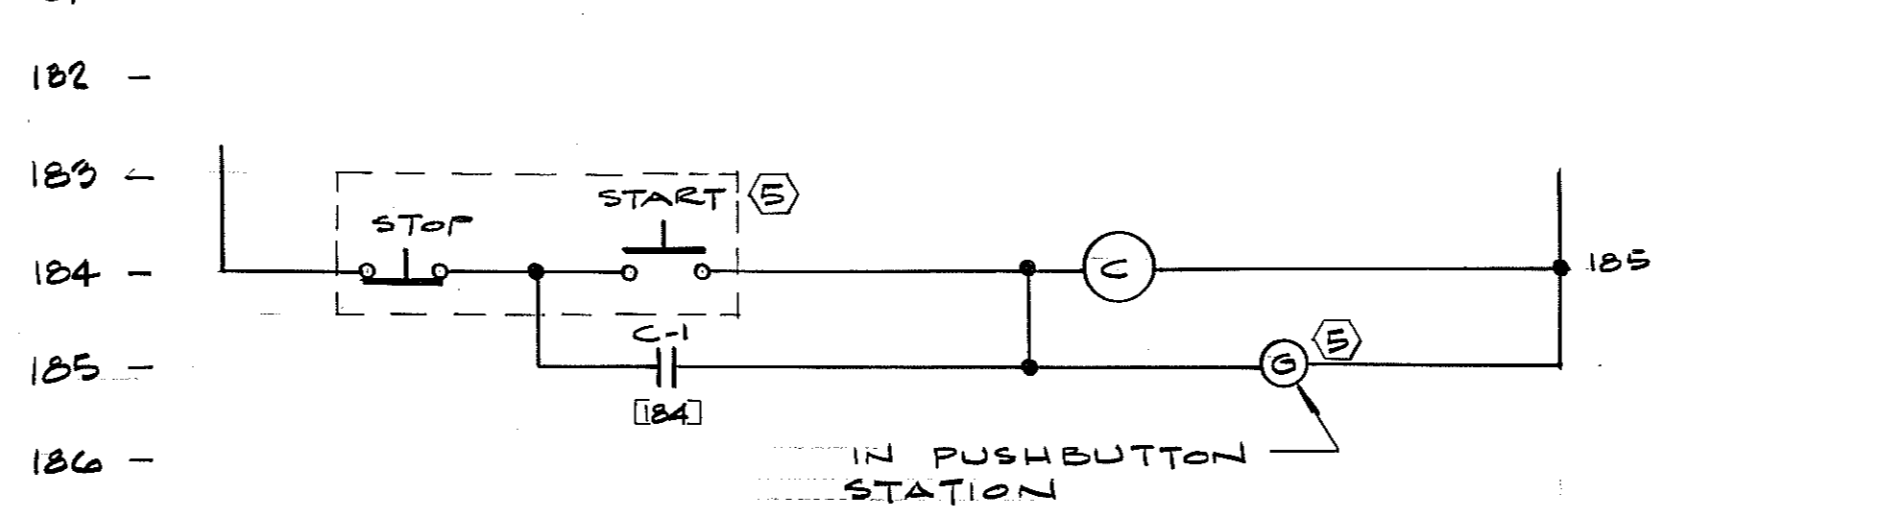 182 -
183 -
START 5
STOP
184 -
C
185
C-1
5
185 -
G
[184]
186 -
IN PUSHBUTTON
STATION